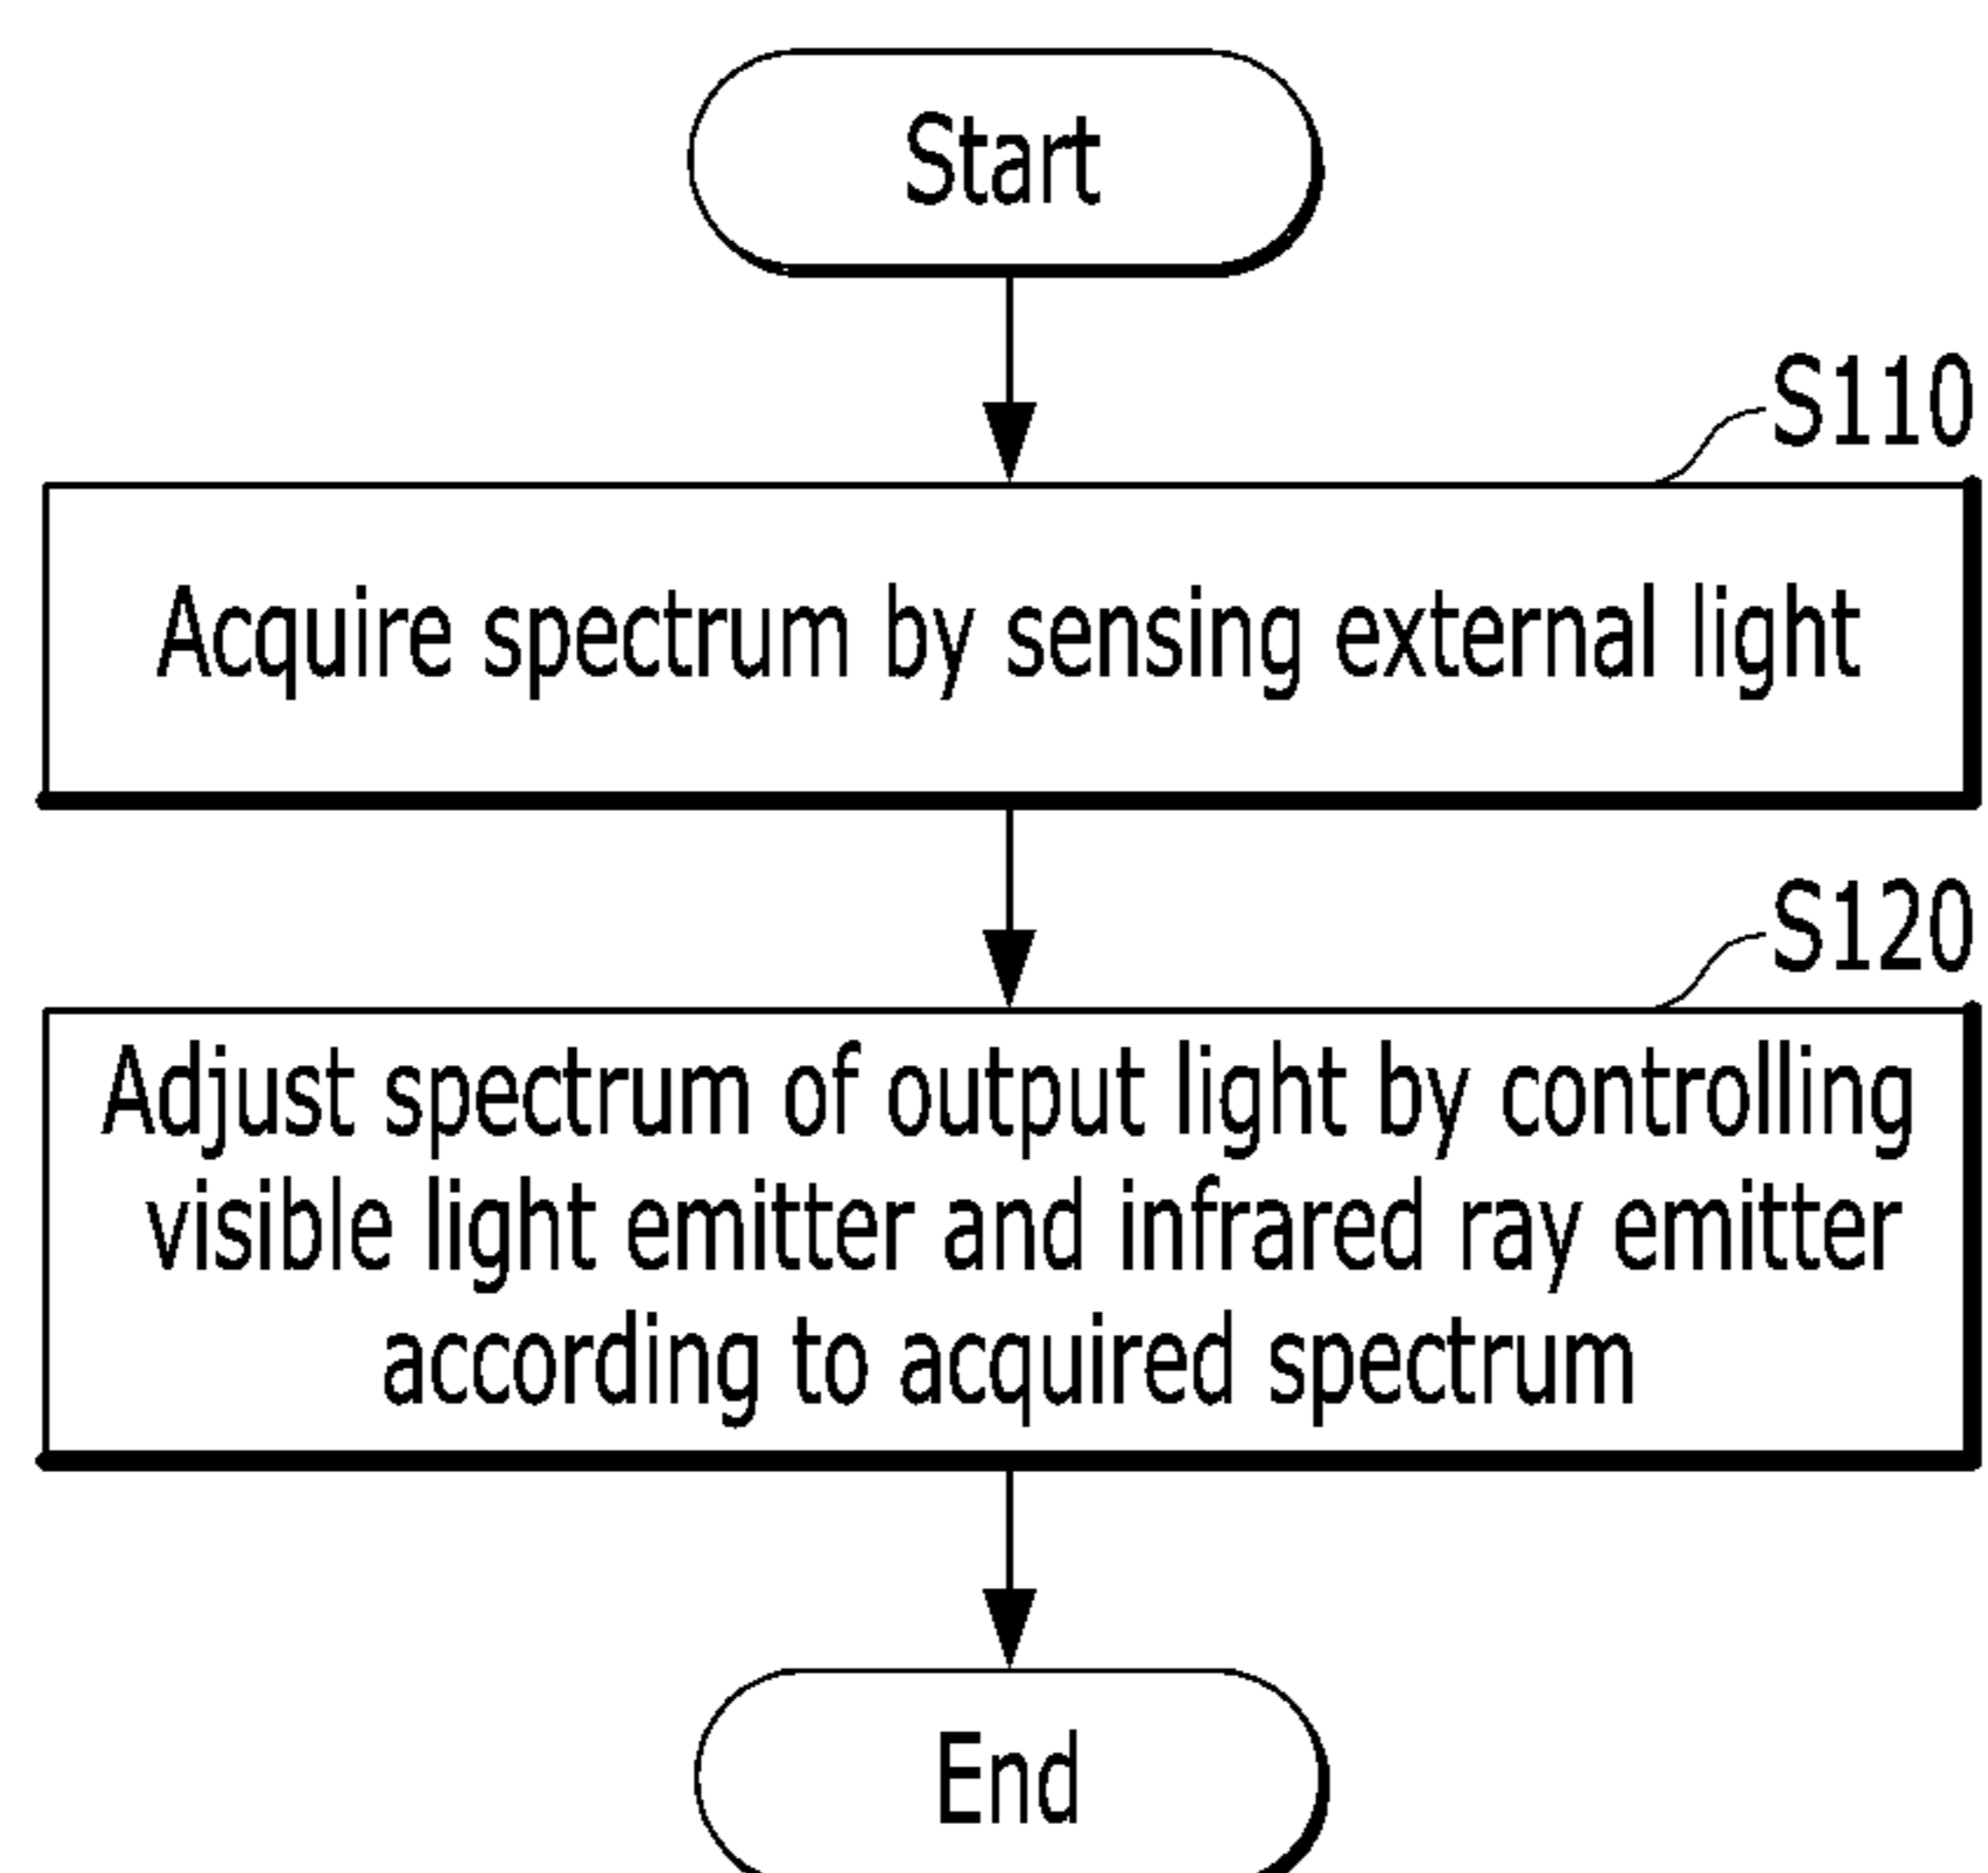 Start
S110
Acquire spectrum by sensing external light
S120
Adjust spectrum of output light by controlling
visible light emitter and infrared ray emitter
according to acquired spectrum
End